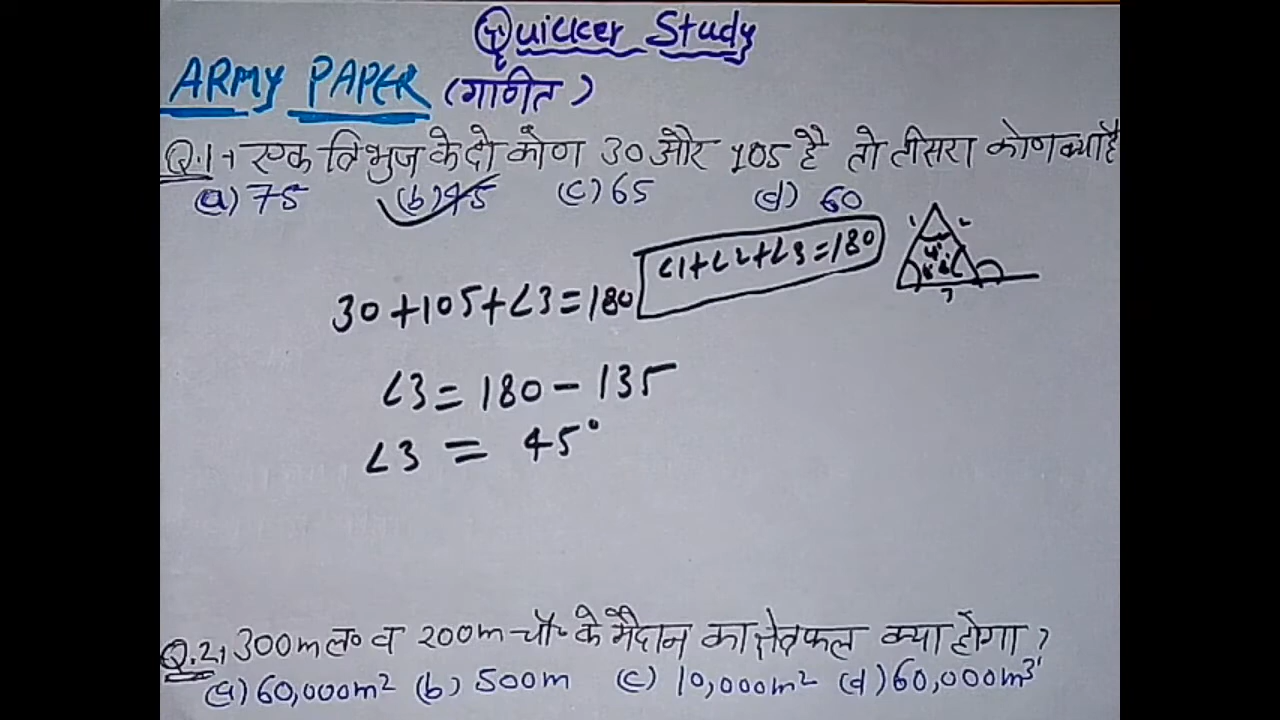 Quicker Study
ARMY PAPER (गणित)
Q.1→ एक त्रिभुज के दो कोण 30 और 105 है तो तीसरा कोण क्या है
(a) 75 (b) 45 (c) 65 (d) 60
∠1+∠2+∠3=180
30+105+∠3=180
∠3=180-135
∠3 = 45°
Q.2→ 300m ल० व 200m चौ० के मैदान का क्षेत्रफल क्या होगा ?
(a) 60,000m² (b) 500m (c) 10,000m² (d) 60,000m³